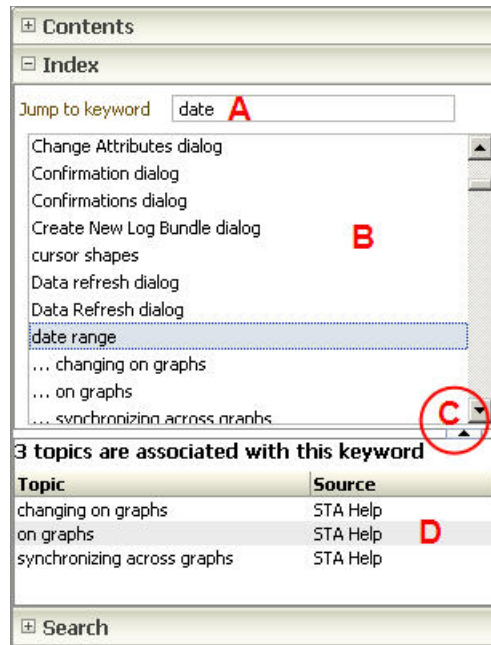 Contents
Index
Jump to keyword date A
Change Attributes dialog
Confirmation dialog
Confirmations dialog
Create New Log Bundle dialog
B
cursor shapes
Data refresh dialog
Data Refresh dialog
date range
... changing on graphs
... on graphs
... synchronizing across graphs
C
3 topics are associated with this keyword
Topic Source
changing on graphs STA Help
on graphs STA Help D
synchronizing across graphs STA Help
Search